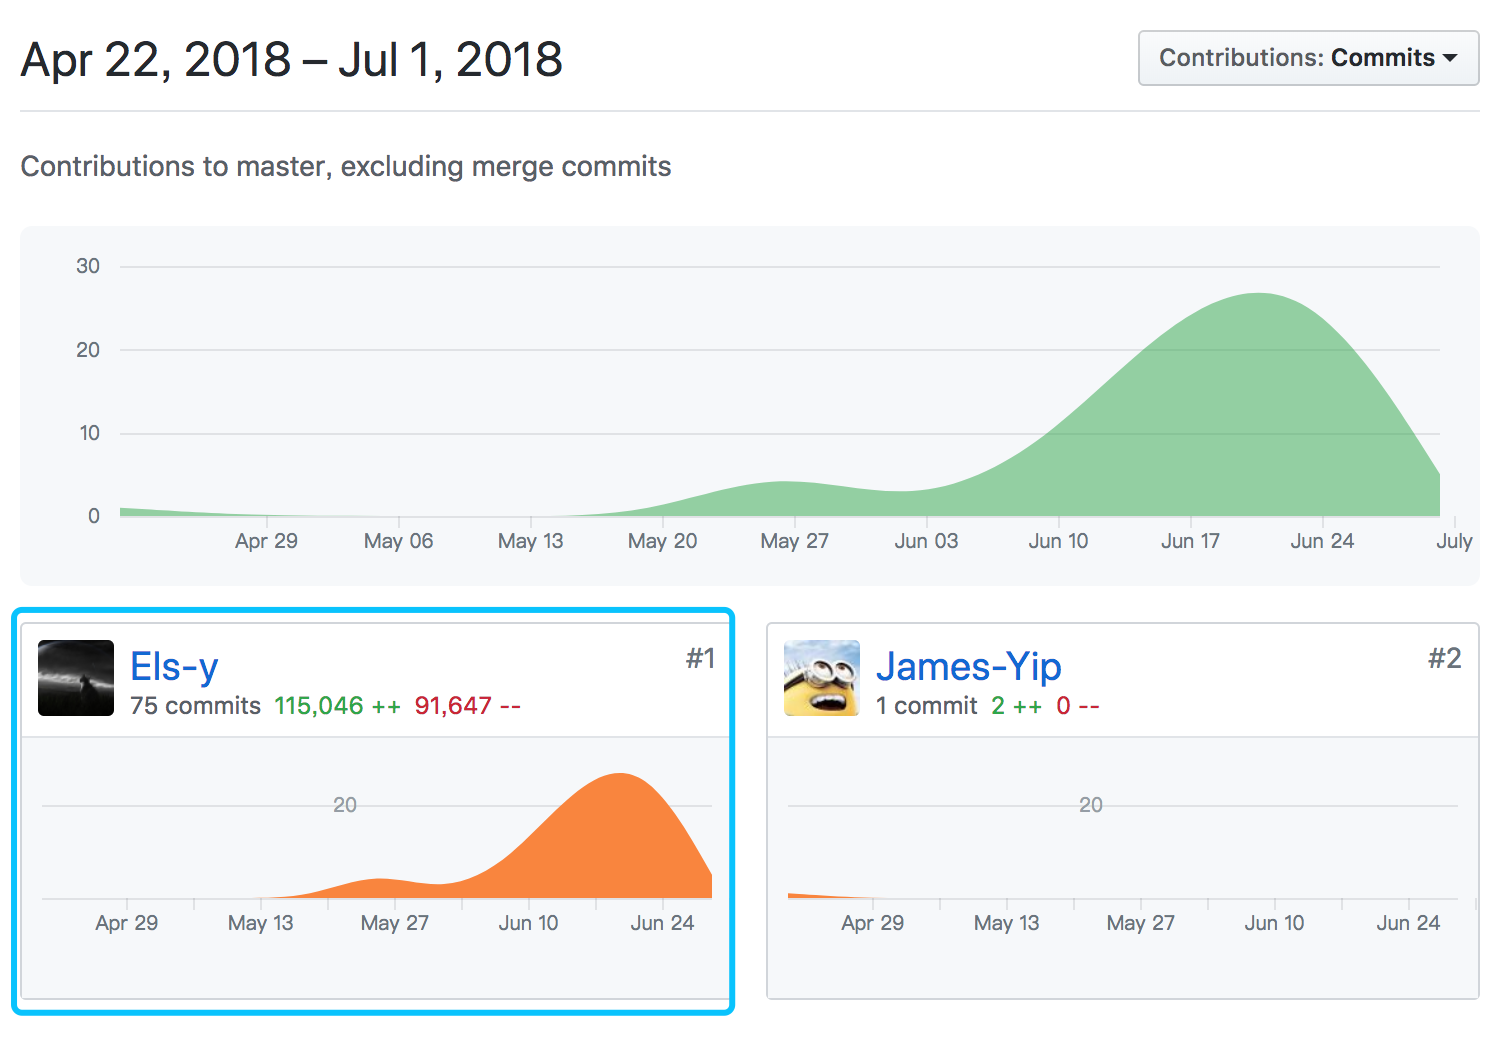 Apr 22, 2018 – Jul 1, 2018
Contributions: Commits
Contributions to master, excluding merge commits
30
20
10
0
Apr 29 May 06 May 13 May 20 May 27 Jun 03 Jun 10 Jun 17 Jun 24 July
Els-y #1
75 commits 115,046 ++ 91,647 --
20
Apr 29 May 13 May 27 Jun 10 Jun 24
James-Yip #2
1 commit 2 ++ 0 --
20
Apr 29 May 13 May 27 Jun 10 Jun 24